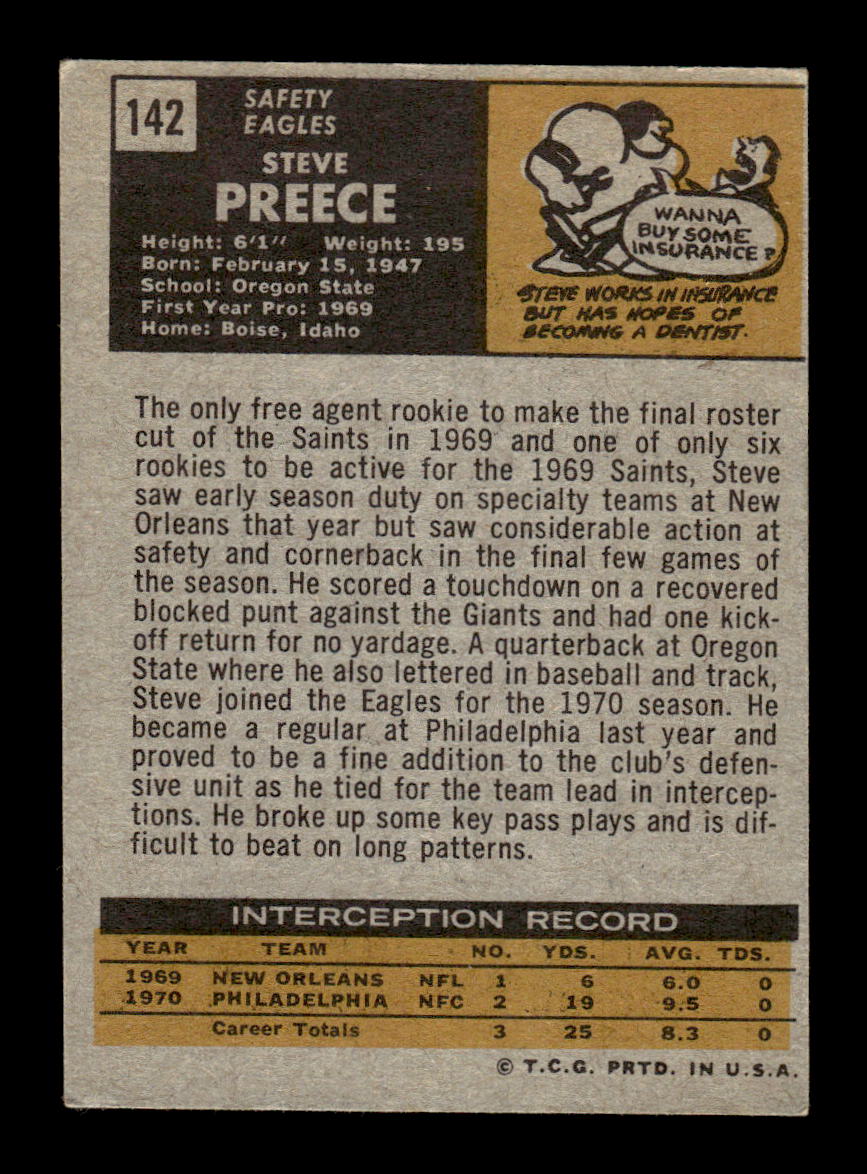 142
SAFETY
EAGLES
STEVE
PREECE
Height: 6'1" Weight: 195
Born: February 15, 1947
School: Oregon State
First Year Pro: 1969
Home: Boise, Idaho
WANNA
BUY SOME
INSURANCE?
STEVE WORKS IN INSURANCE
BUT HAS HOPES OF
BECOMING A DENTIST.
The only free agent rookie to make the final roster
cut of the Saints in 1969 and one of only six
rookies to be active for the 1969 Saints, Steve
saw early season duty on specialty teams at New
Orleans that year but saw considerable action at
safety and cornerback in the final few games of
the season. He scored a touchdown on a recovered
blocked punt against the Giants and had one kick-
off return for no yardage. A quarterback at Oregon
State where he also lettered in baseball and track,
Steve joined the Eagles for the 1970 season. He
became a regular at Philadelphia last year and
proved to be a fine addition to the club's defen-
sive unit as he tied for the team lead in intercep-
tions. He broke up some key pass plays and is dif-
ficult to beat on long patterns.
INTERCEPTION RECORD
YEAR TEAM NO. YDS. AVG. TDS.
1969 NEW ORLEANS NFL 1 6 6.0 0
1970 PHILADELPHIA NFC 2 19 9.5 0
Career Totals 3 25 8.3 0
© T.C.G. PRTD. IN U.S.A.